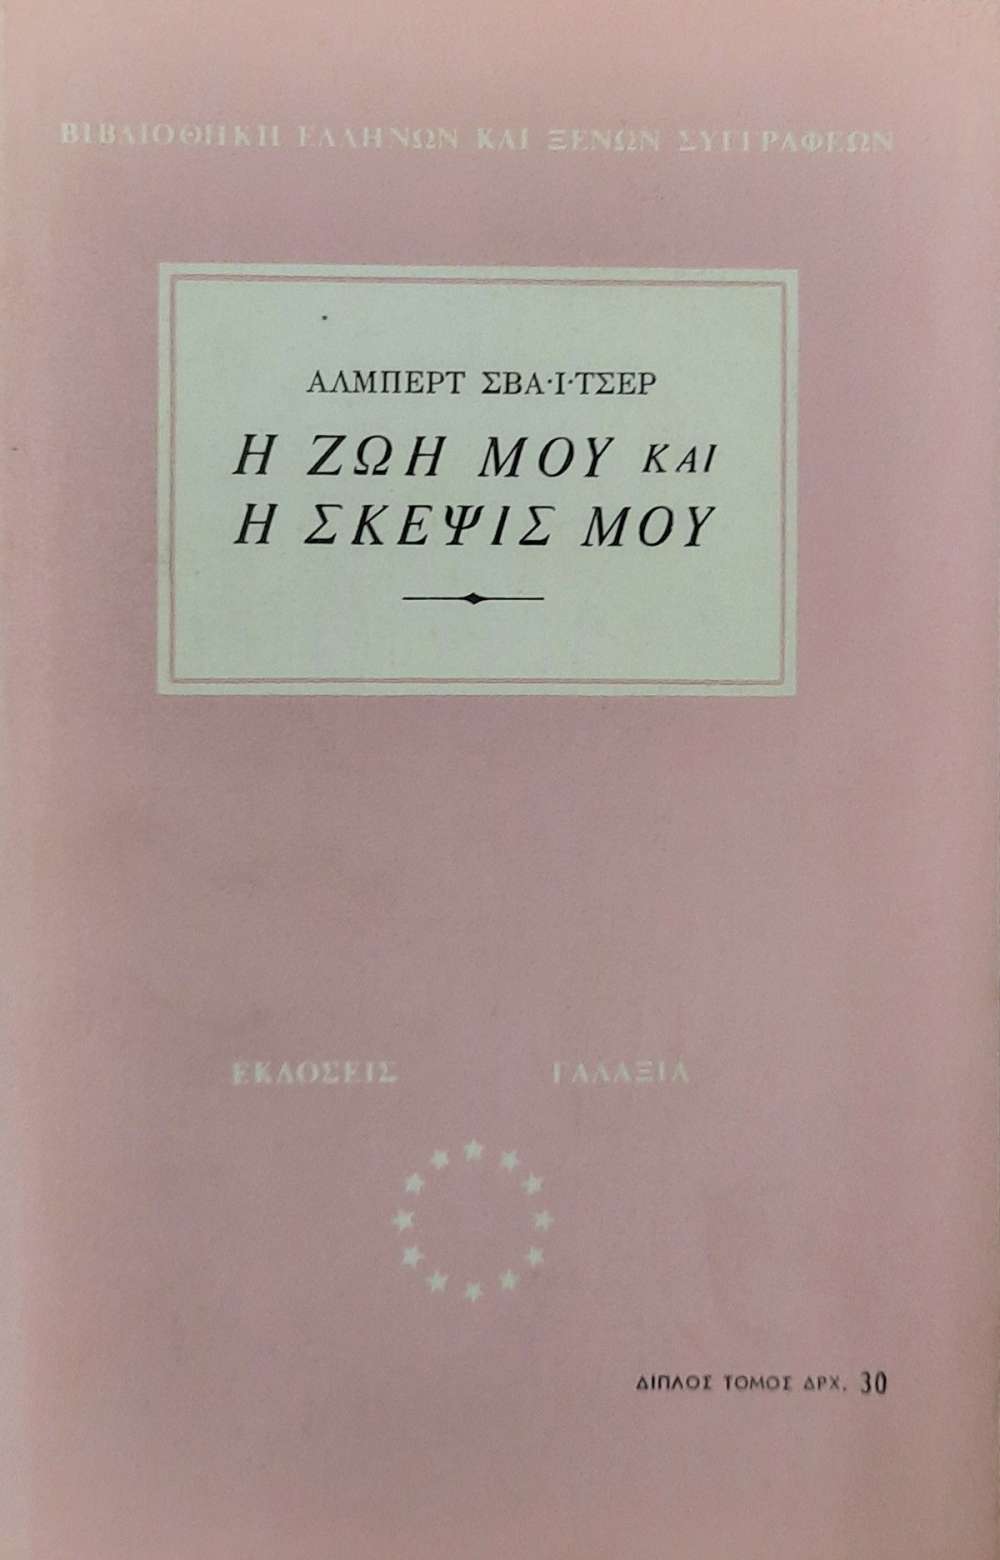 ΒΙΒΛΙΟΘΗΚΗ ΕΛΛΗΝΩΝ ΚΑΙ ΞΕΝΩΝ ΣΥΓΓΡΑΦΕΩΝ
ΑΛΜΠΕΡΤ ΣΒΑ·Ι·ΤΣΕΡ
Η ΖΩΗ ΜΟΥ ΚΑΙ
Η ΣΚΕΨΙΣ ΜΟΥ
ΕΚΔΟΣΕΙΣ ΓΑΛΑΞΙΑ
ΔΙΠΛΟΣ ΤΟΜΟΣ ΔΡΧ. 30